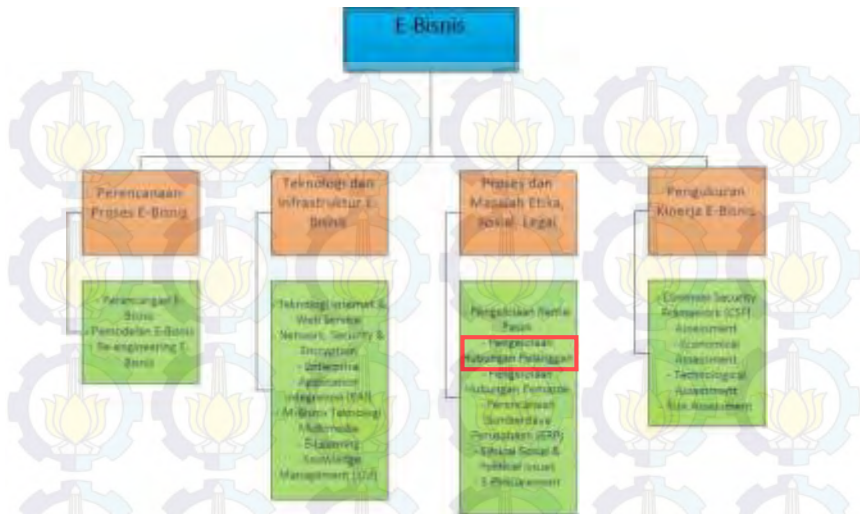 E-Bisnis
Perencanaan
Proses E-Bisnis
Teknologi dan
Infrastruktur E-
Bisnis
Proses dan
Masalah Etika,
Sosial, Legal
Pengukuran
Kinerja E-Bisnis
- Perancangan E-
Bisnis
- Pemodelan E-Bisnis
- Re-engineering E-
Bisnis
- Teknologi Internet &
Web Service
- Network, Security &
Encryption
- Enterprise
Application
Integration (EAI)
- M-Bisnis Teknologi
Multimedia
- E-Learning
- Knowledge
Management (KM)
- Pengelolaan Rantai
Pasok
- Pengelolaan
Hubungan Pelanggan
- Pengelolaan
Hubungan Pemasok
- Perencanaan
Sumberdaya
Perusahaan (ERP)
- Ethical Social &
Political Issues
- E-Procurement
- Common Security
Framework (CSF)
Assessment
- Economical
Assessment
- Technological
Assessment
- Risk Assessment